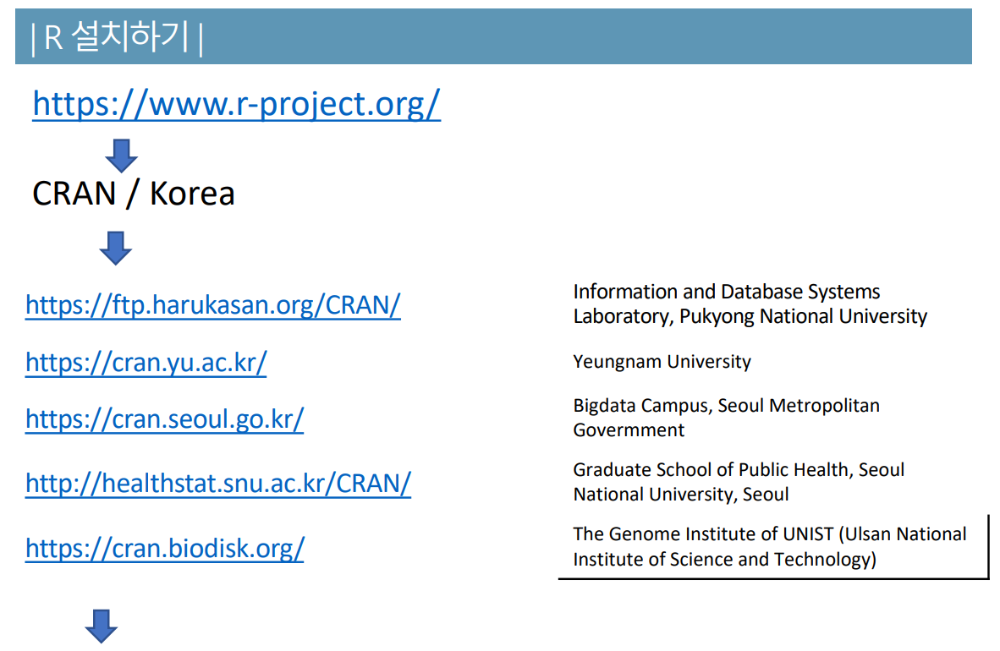 | R 설치하기 |
https://www.r-project.org/
CRAN / Korea
https://ftp.harukasan.org/CRAN/
Information and Database Systems
Laboratory, Pukyong National University
https://cran.yu.ac.kr/
Yeungnam University
https://cran.seoul.go.kr/
Bigdata Campus, Seoul Metropolitan
Govermment
http://healthstat.snu.ac.kr/CRAN/
Graduate School of Public Health, Seoul
National University, Seoul
https://cran.biodisk.org/
The Genome Institute of UNIST (Ulsan National
Institute of Science and Technology)